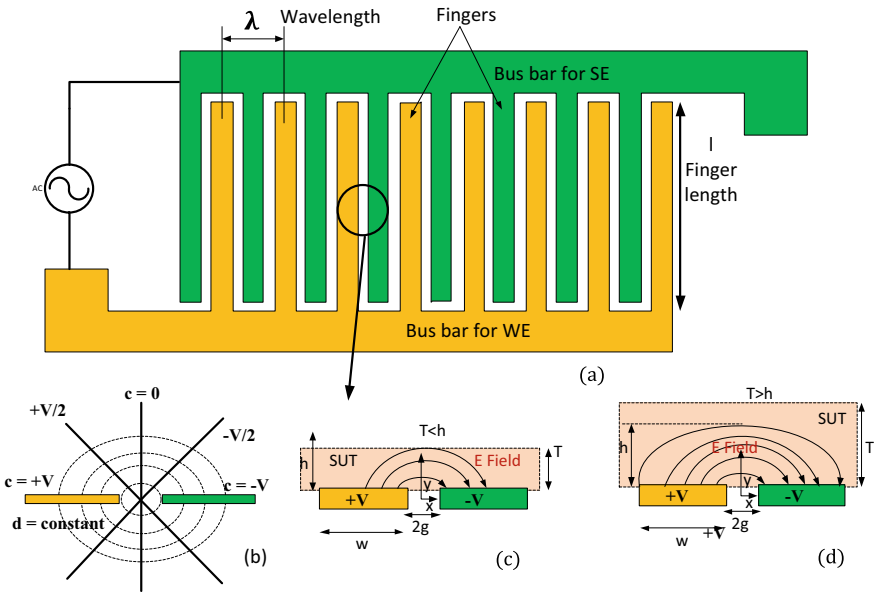 Wavelength
Fingers
λ
Bus bar for SE
AC
l
Finger
length
Bus bar for WE
(a)
c = 0
+V/2
-V/2
c = +V
c = -V
d = constant
(b)
T<h
h
SUT
E Field
T
y
+V
-V
x
2g
w
(c)
T>h
SUT
h
E Field
T
y
+V
-V
x
2g
w
+V
(d)